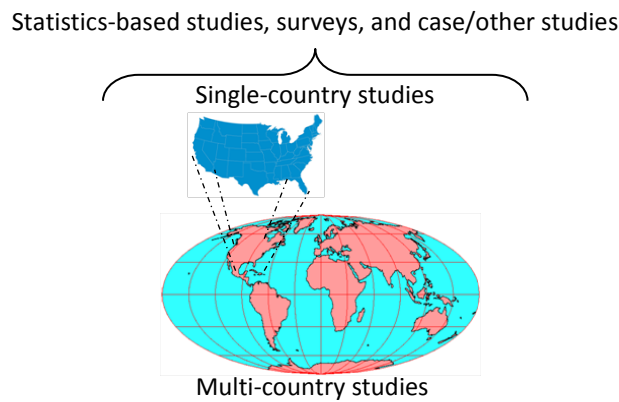 Statistics-based studies, surveys, and case/other studies
Single-country studies
Multi-country studies